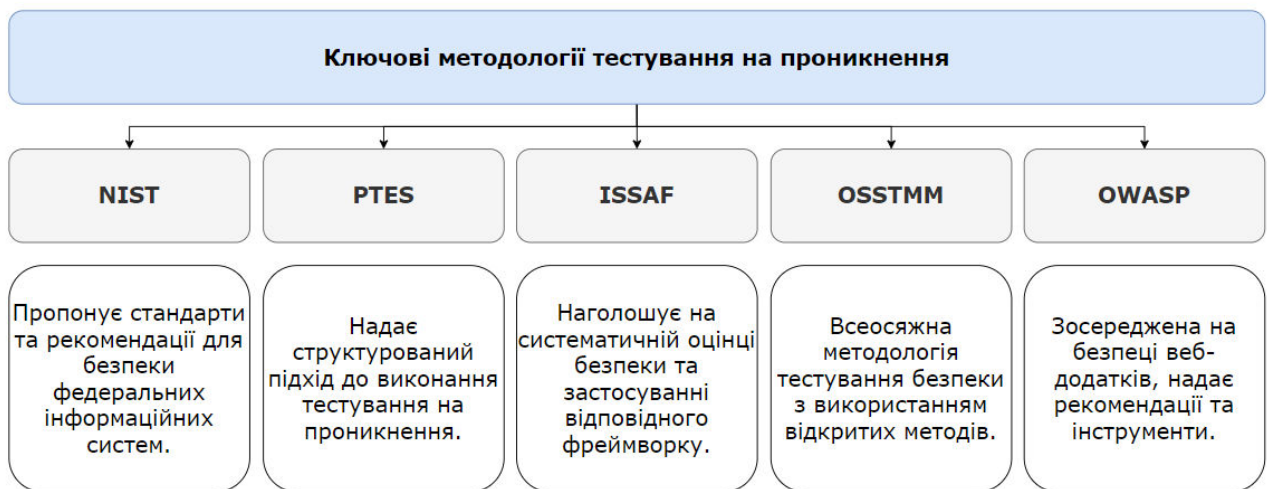 Ключові методології тестування на проникнення
NIST
PTES
ISSAF
OSSTMM
OWASP
Пропонує стандарти
та рекомендації для
безпеки
федеральних
інформаційних
систем.
Надає
структурований
підхід до виконання
тестування на
проникнення.
Наголошує на
систематичній оцінці
безпеки та
застосуванні
відповідного
фреймворку.
Всеосяжна
методологія
тестування безпеки
з використанням
відкритих методів.
Зосереджена на
безпеці веб-
додатків, надає
рекомендації та
інструменти.